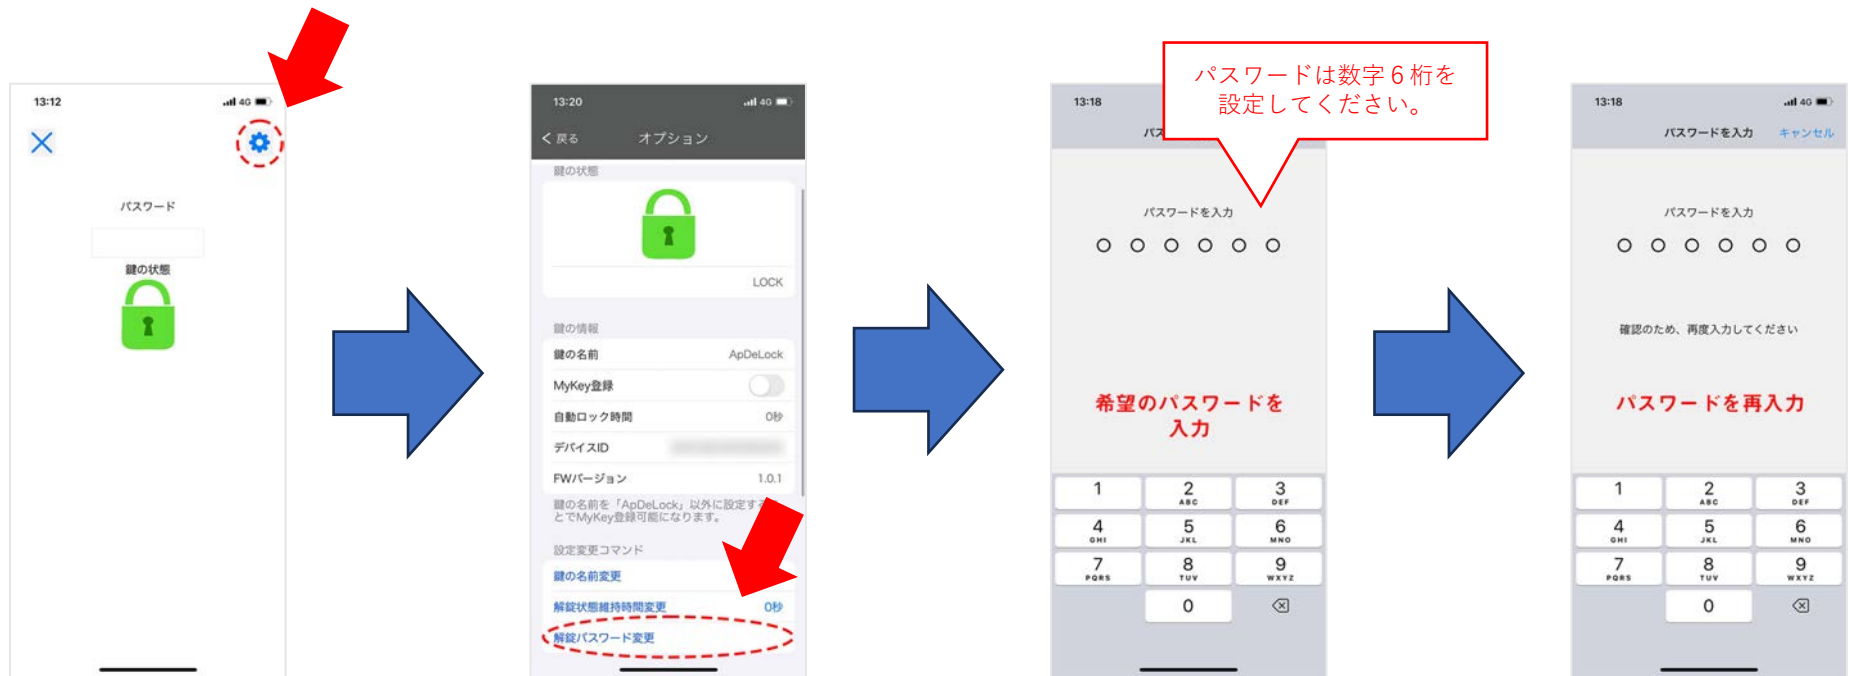 13:12
4G
パスワード
鍵の状態
13:20
4G
戻る
オプション
鍵の状態
LOCK
鍵の情報
鍵の名前
ApDeLock
MyKey登録
自動ロック時間
0秒
デバイスID
FWバージョン
1.0.1
鍵の名前を「ApDeLock」以外に設定する
とでMyKey登録可能になります。
設定変更コマンド
鍵の名前変更
解錠状態維持時間変更
0秒
解錠パスワード変更
パスワードは数字6桁を
設定してください。
13:18
パスワードを入力
希望のパスワードを
入力
1
2
ABC
3
DEF
4
GHI
5
JKL
6
MNO
7
PQRS
8
TUV
9
WXYZ
0
13:18
4G
パスワードを入力
キャンセル
パスワードを入力
確認のため、再度入力してください
パスワードを再入力
1
2
ABC
3
DEF
4
GHI
5
JKL
6
MNO
7
PQRS
8
TUV
9
WXYZ
0